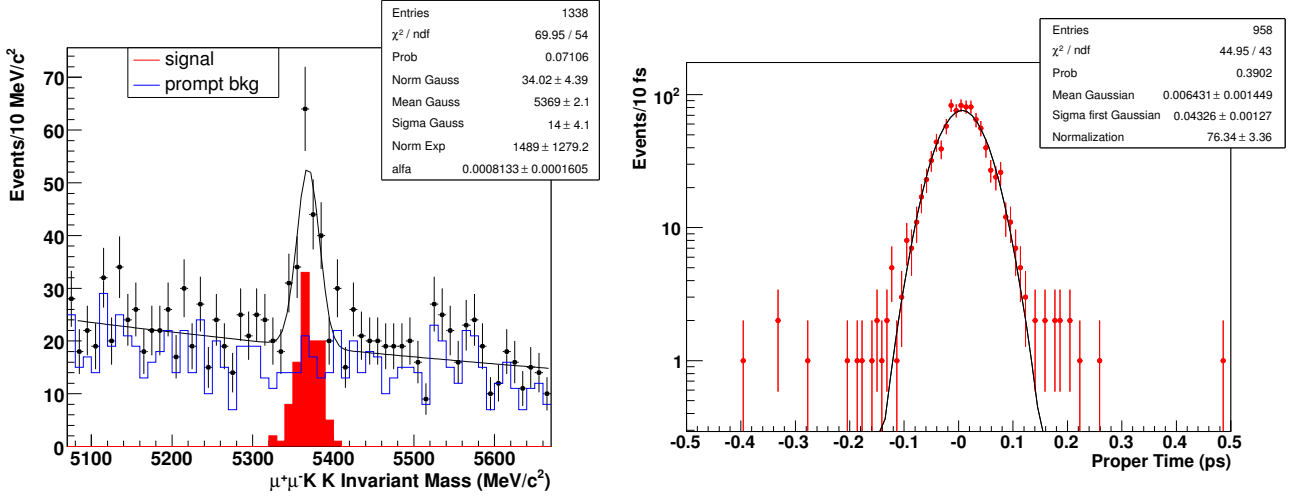 Entries 1338
χ² / ndf 69.95 / 54
Prob 0.07106
Norm Gauss 34.02 ± 4.39
Mean Gauss 5369 ± 2.1
Sigma Gauss 14 ± 4.1
Norm Exp 1489 ± 1279.2
alfa 0.0008133 ± 0.0001605
signal
prompt bkg
Events/10 MeV/c²
70
60
50
40
30
20
10
0
5100 5200 5300 5400 5500 5600
μ⁺μ⁻K K Invariant Mass (MeV/c²)
Entries 958
χ² / ndf 44.95 / 43
Prob 0.3902
Mean Gaussian 0.006431 ± 0.001449
Sigma first Gaussian 0.04326 ± 0.00127
Normalization 76.34 ± 3.36
Events/10 fs
10²
10
1
-0.5 -0.4 -0.3 -0.2 -0.1 -0 0.1 0.2 0.3 0.4 0.5
Proper Time (ps)